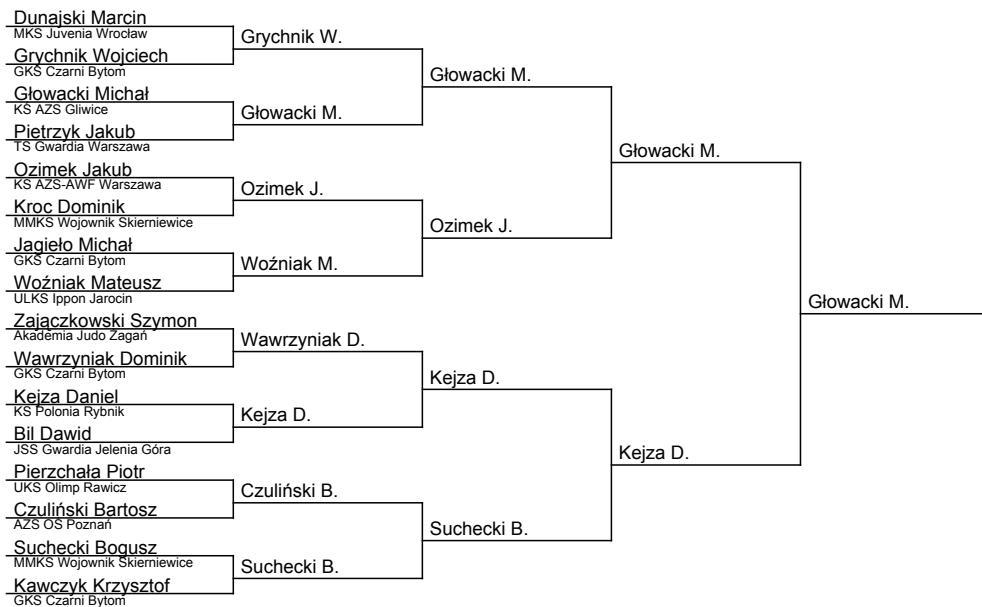 Dunajski Marcin
MKS Juvenia Wrocław
Grychnik Wojciech
GKS Czarni Bytom
Głowacki Michał
KS AZS Gliwice
Pietrzyk Jakub
TS Gwardia Warszawa
Ozimek Jakub
KS AZS-AWF Warszawa
Kroc Dominik
MMKS Wojownik Skierniewice
Jagieło Michał
GKS Czarni Bytom
Woźniak Mateusz
ULKS Ippon Jarocin
Zajączkowski Szymon
Akademia Judo Żagań
Wawrzyniak Dominik
GKS Czarni Bytom
Kejza Daniel
KS Polonia Rybnik
Bil Dawid
JSS Gwardia Jelenia Góra
Pierzchała Piotr
UKS Olimp Rawicz
Czuliński Bartosz
AZS OŚ Poznań
Suchecki Bogusz
MMKS Wojownik Skierniewice
Kawczyk Krzysztof
GKS Czarni Bytom
Grychnik W.
Głowacki M.
Ozimek J.
Woźniak M.
Wawrzyniak D.
Kejza D.
Czuliński B.
Suchecki B.
Głowacki M.
Ozimek J.
Kejza D.
Suchecki B.
Głowacki M.
Kejza D.
Głowacki M.